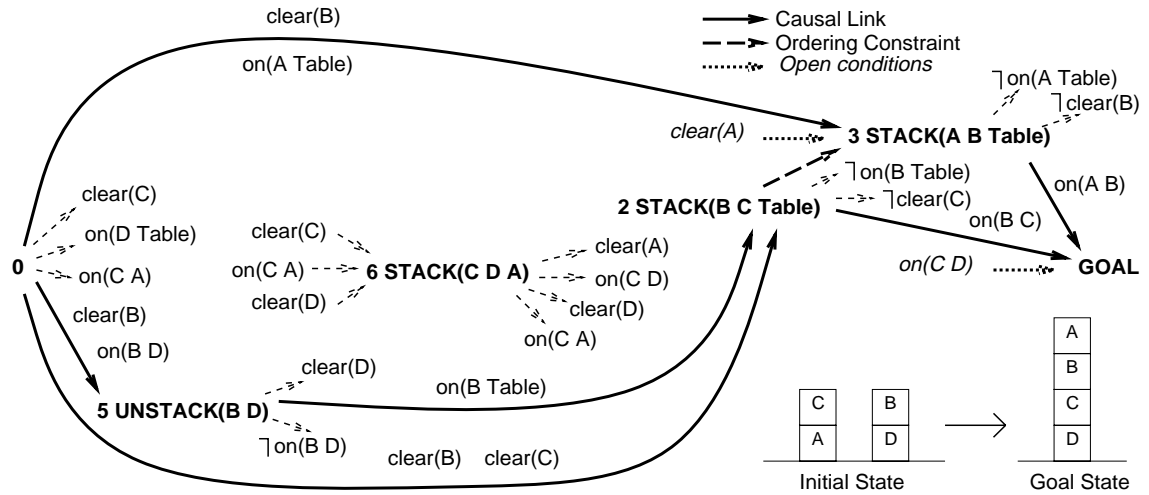 clear(B)
on(A Table)
Causal Link
Ordering Constraint
Open conditions
clear(A)
3 STACK(A B Table)
¬on(A Table)
¬clear(B)
on(A B)
2 STACK(B C Table)
¬on(B Table)
¬clear(C)
on(B C)
on(C D)
GOAL
0
clear(C)
on(D Table)
on(C A)
clear(B)
on(B D)
clear(C)
on(C A)
clear(D)
6 STACK(C D A)
clear(A)
on(C D)
clear(D)
on(C A)
5 UNSTACK(B D)
clear(D)
¬on(B D)
on(B Table)
clear(B) clear(C)
C
A
B
D
Initial State
A
B
C
D
Goal State